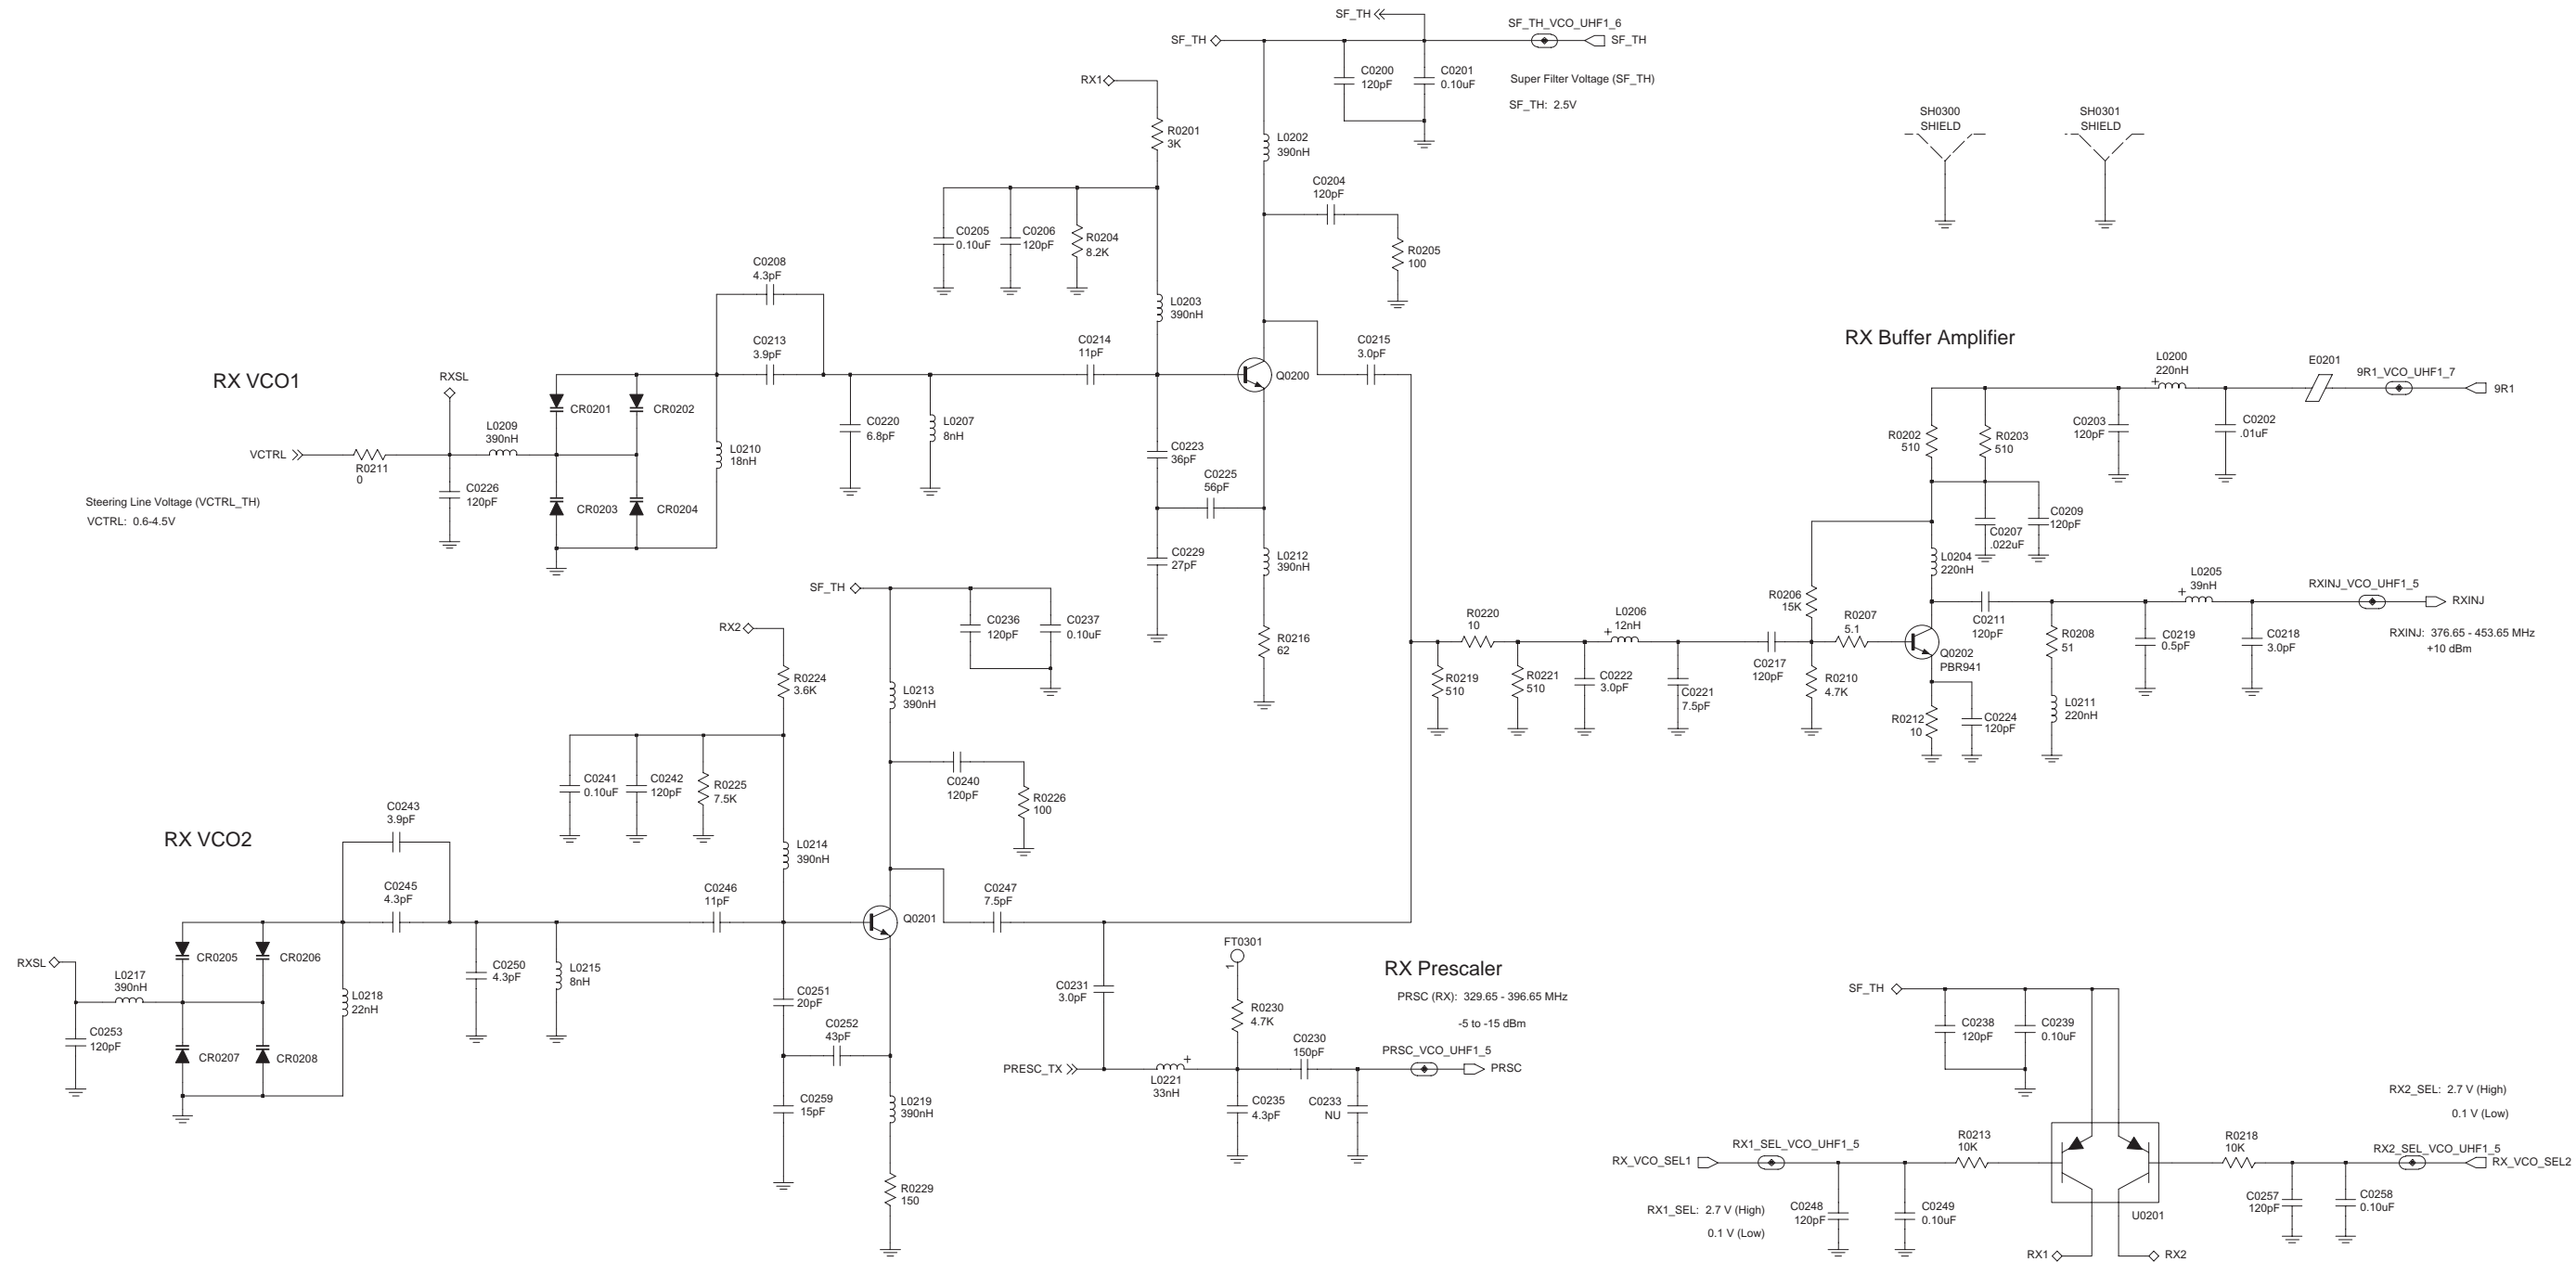 SF_TH
SF_TH
SF_TH_VCO_UHF1_6
SF_TH
C0200
120pF
C0201
0.10uF
Super Filter Voltage (SF_TH)
SF_TH: 2.5V
RX1
R0201
3K
L0202
390nH
SH0300
SHIELD
SH0301
SHIELD
C0204
120pF
C0205
0.10uF
C0206
120pF
R0204
8.2K
R0205
100
C0208
4.3pF
L0203
390nH
C0213
3.9pF
C0214
11pF
Q0200
C0215
3.0pF
RX Buffer Amplifier
L0200
220nH
+
E0201
9R1_VCO_UHF1_7
9R1
RX VCO1
RXSL
CR0201
CR0202
L0209
390nH
VCTRL
R0211
0
C0226
120pF
CR0203
CR0204
L0210
18nH
C0220
6.8pF
L0207
8nH
C0223
36pF
C0225
56pF
C0229
27pF
L0212
390nH
R0216
62
Steering Line Voltage (VCTRL_TH)
VCTRL: 0.6-4.5V
R0202
510
R0203
510
C0203
120pF
C0202
.01uF
C0207
.022uF
C0209
120pF
L0204
220nH
R0206
15K
R0207
5.1
Q0202
PBR941
C0211
120pF
L0205
39nH
+
RXINJ_VCO_UHF1_5
RXINJ
R0208
51
C0219
0.5pF
C0218
3.0pF
RXINJ: 376.65 - 453.65 MHz
+10 dBm
L0211
220nH
R0220
10
L0206
12nH
+
R0219
510
R0221
510
C0222
3.0pF
C0221
7.5pF
C0217
120pF
R0210
4.7K
R0212
10
C0224
120pF
SF_TH
RX2
C0236
120pF
C0237
0.10uF
R0224
3.6K
L0213
390nH
C0241
0.10uF
C0242
120pF
R0225
7.5K
C0240
120pF
R0226
100
RX VCO2
C0243
3.9pF
L0214
390nH
C0245
4.3pF
C0246
11pF
Q0201
C0247
7.5pF
RXSL
CR0205
CR0206
L0217
390nH
C0253
120pF
CR0207
CR0208
L0218
22nH
C0250
4.3pF
L0215
8nH
C0251
20pF
C0252
43pF
C0259
15pF
L0219
390nH
R0229
150
FT0301
1
RX Prescaler
PRSC (RX): 329.65 - 396.65 MHz
-5 to -15 dBm
C0231
3.0pF
R0230
4.7K
C0230
150pF
PRSC_VCO_UHF1_5
PRSC
PRESC_TX
L0221
33nH
+
C0235
4.3pF
C0233
NU
SF_TH
C0238
120pF
C0239
0.10uF
RX2_SEL: 2.7 V (High)
0.1 V (Low)
RX1_SEL_VCO_UHF1_5
R0213
10K
R0218
10K
RX2_SEL_VCO_UHF1_5
RX_VCO_SEL1
RX_VCO_SEL2
RX1_SEL: 2.7 V (High)
0.1 V (Low)
C0248
120pF
C0249
0.10uF
U0201
C0257
120pF
C0258
0.10uF
RX1
RX2